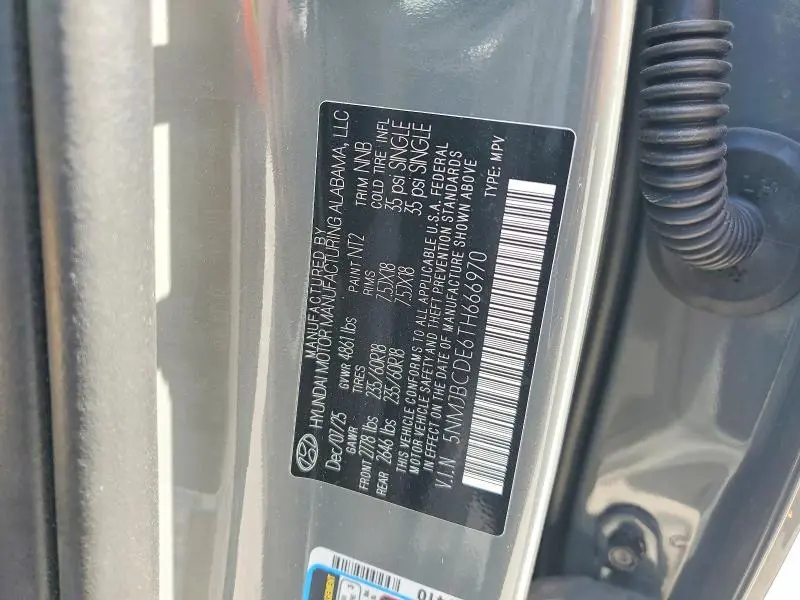 MANUFACTURED BY
HYUNDAI MOTOR MANUFACTURING ALABAMA, LLC
Dec/07/25 GVWR 4861 lbs PAINT NT2 TRIM NNB
GAWR TIRES RIMS COLD TIRE INFL
FRONT 2778 lbs 235/60R18 7.5JX18 35 psi SINGLE
REAR 2646 lbs 235/60R18 7.5JX18 35 psi SINGLE
THIS VEHICLE CONFORMS TO ALL APPLICABLE U.S.A. FEDERAL
MOTOR VEHICLE SAFETY AND THEFT PREVENTION STANDARDS
IN EFFECT ON THE DATE OF MANUFACTURE SHOWN ABOVE
V.I.N 5NMJBCDE6TH666970 TYPE: MPV